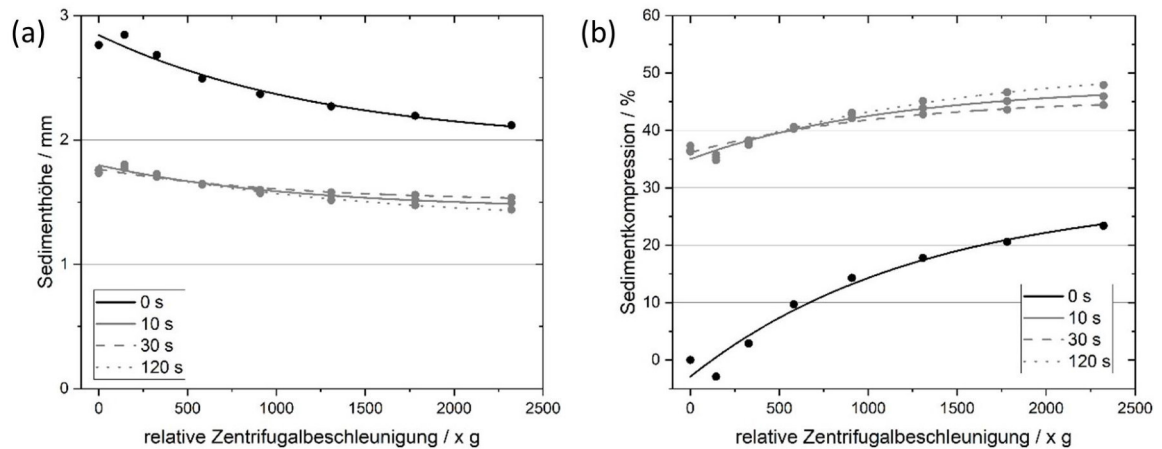 (a)
3
2
1
0
Sedimenthöhe / mm
0 s
10 s
30 s
120 s
0 500 1000 1500 2000 2500
relative Zentrifugalbeschleunigung / x g
(b)
60
50
40
30
20
10
0
Sedimentkompression / %
0 s
10 s
30 s
120 s
0 500 1000 1500 2000 2500
relative Zentrifugalbeschleunigung / x g